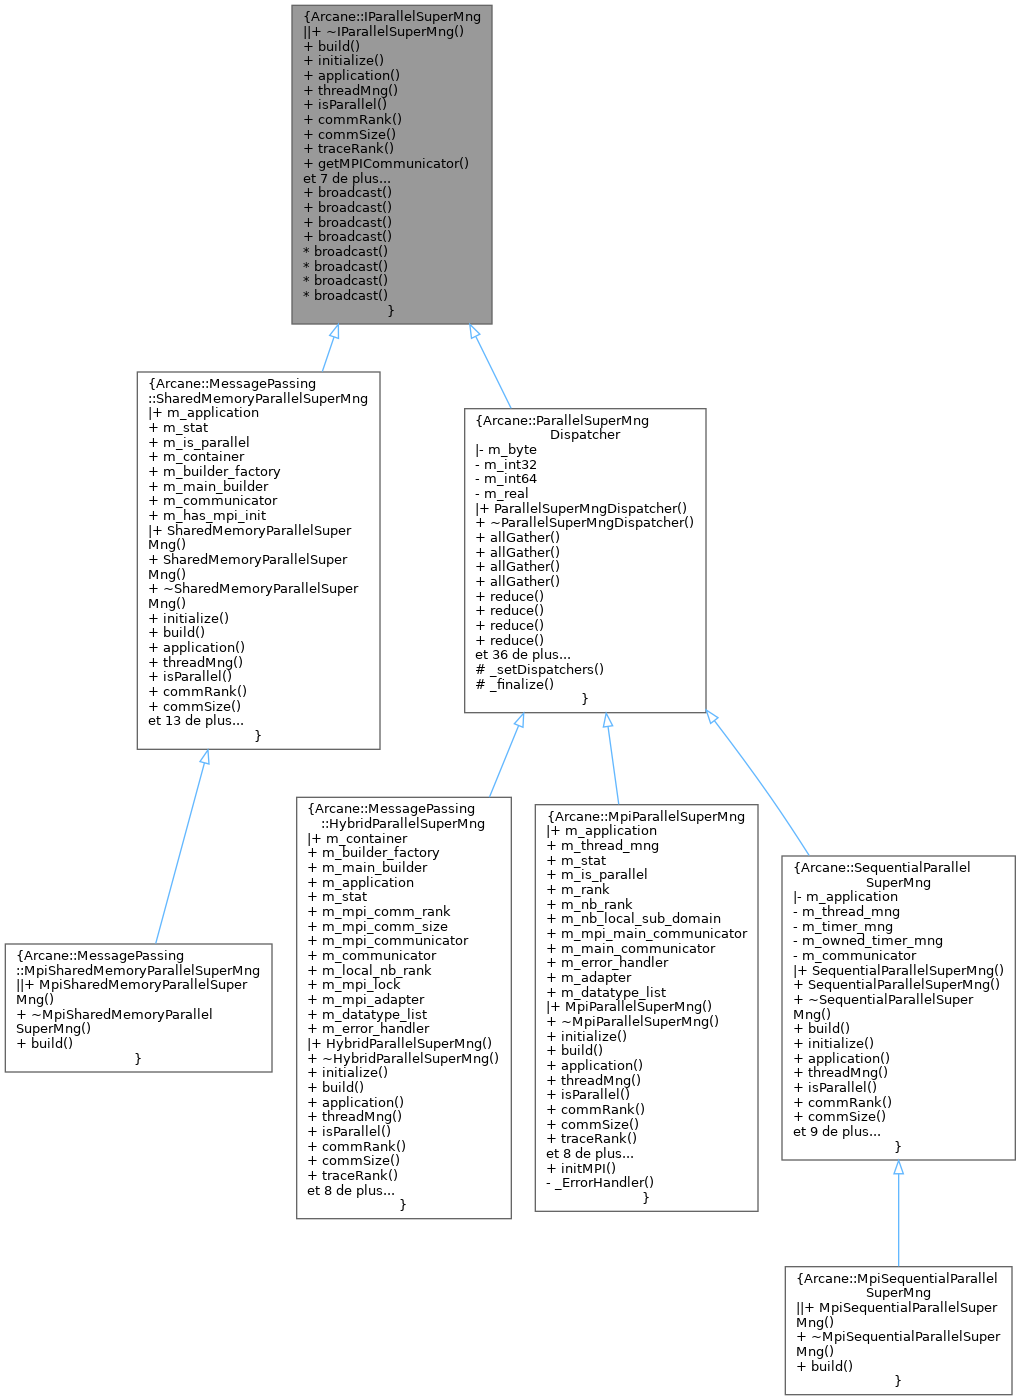 {Arcane::IParallelSuperMng
||+ ~IParallelSuperMng()
+ build()
+ initialize()
+ application()
+ threadMng()
+ isParallel()
+ commRank()
+ commSize()
+ traceRank()
+ getMPICommunicator()
et 7 de plus...
+ broadcast()
+ broadcast()
+ broadcast()
+ broadcast()
* broadcast()
* broadcast()
* broadcast()
* broadcast()
}
{Arcane::MessagePassing
::SharedMemoryParallelSuperMng
|+ m_application
+ m_stat
+ m_is_parallel
+ m_container
+ m_builder_factory
+ m_main_builder
+ m_communicator
+ m_has_mpi_init
|+ SharedMemoryParallelSuper
Mng()
+ SharedMemoryParallelSuper
Mng()
+ ~SharedMemoryParallelSuper
Mng()
+ initialize()
+ build()
+ application()
+ threadMng()
+ isParallel()
+ commRank()
+ commSize()
et 13 de plus...
}
{Arcane::ParallelSuperMng
Dispatcher
|- m_byte
- m_int32
- m_int64
- m_real
|+ ParallelSuperMngDispatcher()
+ ~ParallelSuperMngDispatcher()
+ allGather()
+ allGather()
+ allGather()
+ allGather()
+ reduce()
+ reduce()
+ reduce()
+ reduce()
et 36 de plus...
# _setDispatchers()
# _finalize()
}
{Arcane::MessagePassing
::HybridParallelSuperMng
|+ m_container
+ m_builder_factory
+ m_main_builder
+ m_application
+ m_stat
+ m_mpi_comm_rank
+ m_mpi_comm_size
+ m_mpi_communicator
+ m_communicator
+ m_local_nb_rank
+ m_mpi_lock
+ m_mpi_adapter
+ m_datatype_list
+ m_error_handler
|+ HybridParallelSuperMng()
+ ~HybridParallelSuperMng()
+ initialize()
+ build()
+ application()
+ threadMng()
+ isParallel()
+ commRank()
+ commSize()
+ traceRank()
et 8 de plus...
}
{Arcane::MpiParallelSuperMng
|+ m_application
+ m_thread_mng
+ m_stat
+ m_is_parallel
+ m_rank
+ m_nb_rank
+ m_nb_local_sub_domain
+ m_mpi_main_communicator
+ m_main_communicator
+ m_error_handler
+ m_adapter
+ m_datatype_list
|+ MpiParallelSuperMng()
+ ~MpiParallelSuperMng()
+ initialize()
+ build()
+ application()
+ threadMng()
+ isParallel()
+ commRank()
+ commSize()
+ traceRank()
et 8 de plus...
+ initMPI()
- _ErrorHandler()
}
{Arcane::SequentialParallel
SuperMng
|- m_application
- m_thread_mng
- m_timer_mng
- m_owned_timer_mng
- m_communicator
|+ SequentialParallelSuperMng()
+ SequentialParallelSuperMng()
+ ~SequentialParallelSuper
Mng()
+ build()
+ initialize()
+ application()
+ threadMng()
+ isParallel()
+ commRank()
+ commSize()
et 9 de plus...
}
{Arcane::MessagePassing
::MpiSharedMemoryParallelSuperMng
||+ MpiSharedMemoryParallelSuper
Mng()
+ ~MpiSharedMemoryParallel
SuperMng()
+ build()
}
{Arcane::MpiSequentialParallel
SuperMng
||+ MpiSequentialParallelSuper
Mng()
+ ~MpiSequentialParallelSuper
Mng()
+ build()
}